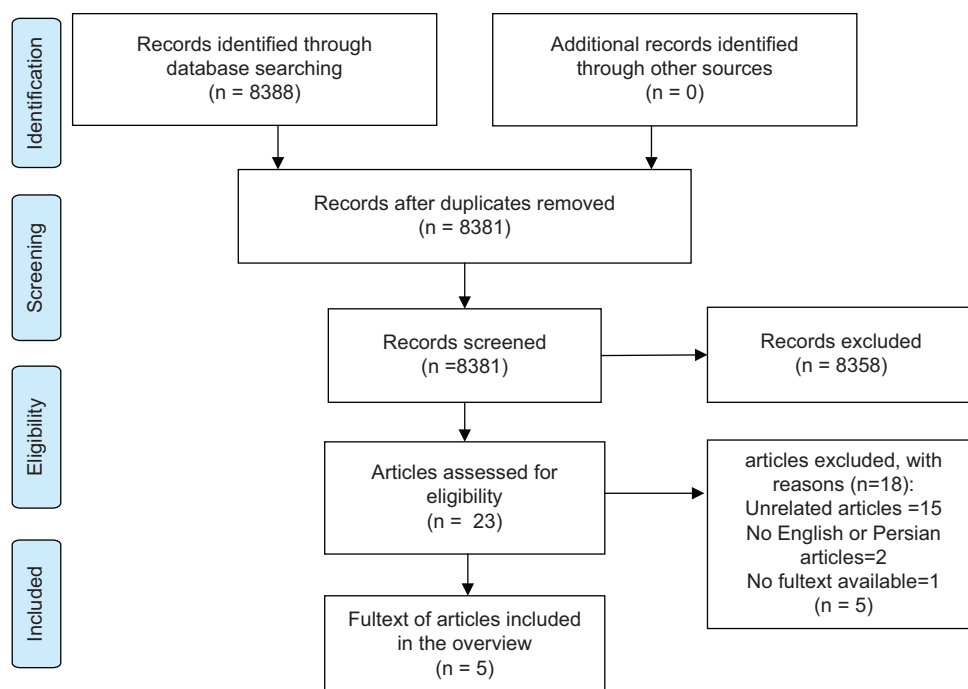 Identification
Records identified through
database searching
(n = 8388)
Additional records identified
through other sources
(n = 0)
Screening
Records after duplicates removed
(n = 8381)
Records screened
(n =8381)
Records excluded
(n = 8358)
Eligibility
Articles assessed for
eligibility
(n = 23)
articles excluded, with
reasons (n=18):
Unrelated articles =15
No English or Persian
articles=2
No fultext available=1
(n = 5)
Included
Fultext of articles included
in the overview
(n = 5)